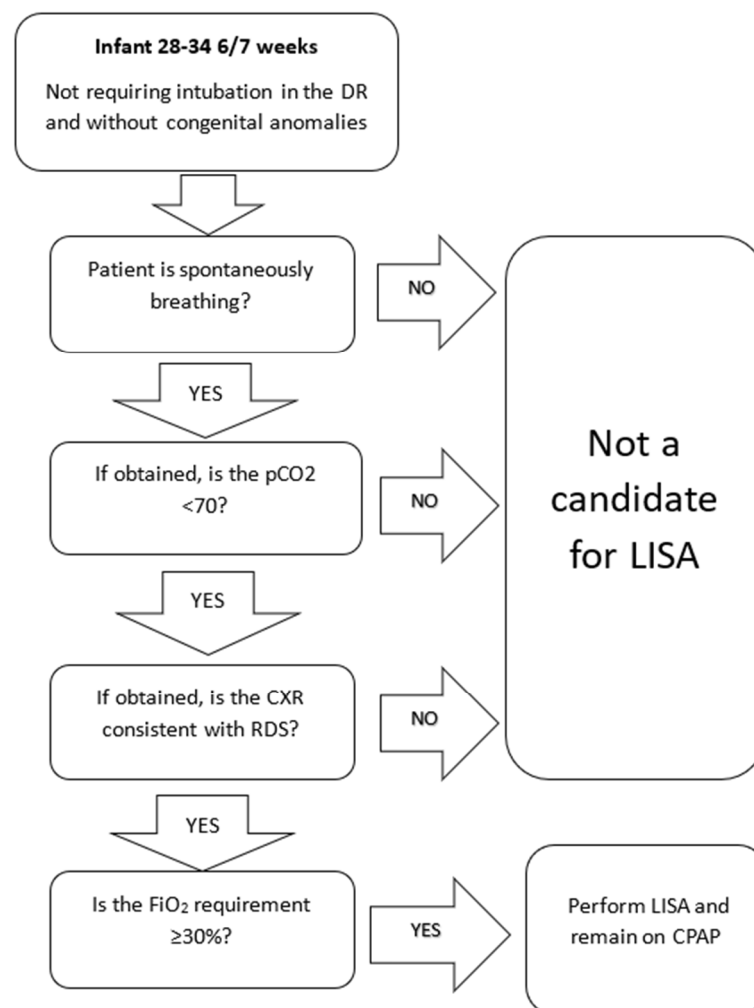 Infant 28-34 6/7 weeks
Not requiring intubation in the DR
and without congenital anomalies
Patient is spontaneously
breathing?
NO
YES
If obtained, is the pCO2
<70?
NO
YES
If obtained, is the CXR
consistent with RDS?
NO
Not a
candidate
for LISA
YES
Is the FiO₂ requirement
≥30%?
YES
Perform LISA and
remain on CPAP